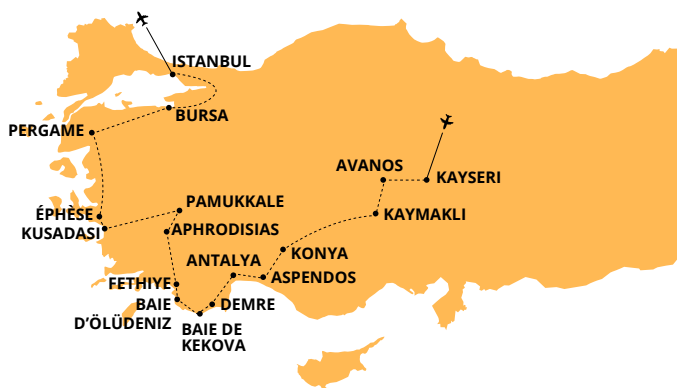 ISTANBUL
BURSA
PERGAME
AVANOS
KAYSERI
PAMUKKALE
ÉPHÈSE
KUSADASI
KAYMAKLI
APHRODISIAS
KONYA
ANTALYA
ASPENDOS
FETHIYE
BAIE
D'ÖLÜDENIZ
DEMRE
BAIE DE
KEKOVA